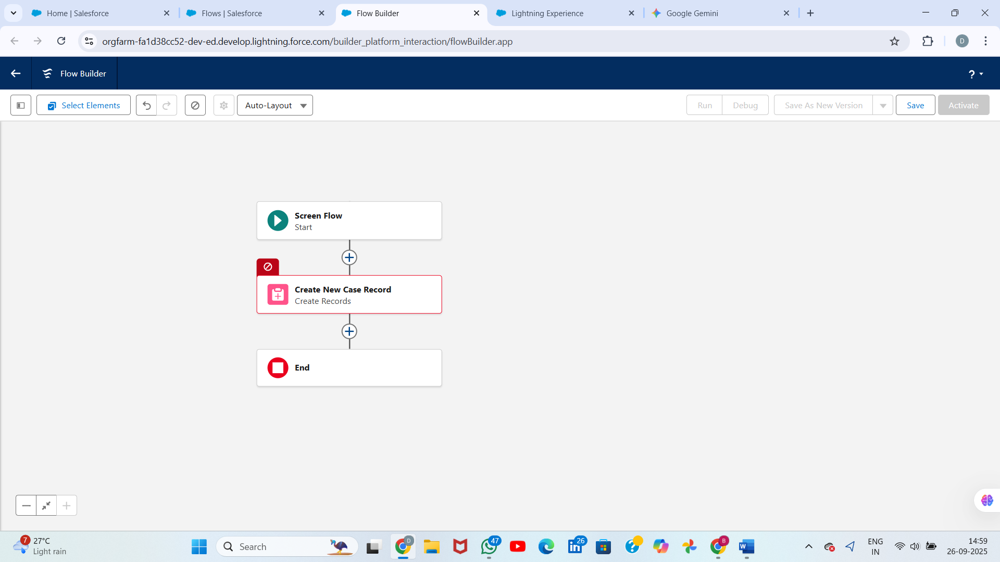 Home | Salesforce
Flows | Salesforce
Flow Builder
Lightning Experience
Google Gemini
orgfarm-fa1d38cc52-dev-ed.develop.lightning.force.com/builder_platform_interaction/flowBuilder.app
D
Flow Builder
?
Select Elements
Auto-Layout
Run
Debug
Save As New Version
Save
Activate
Screen Flow
Start
Create New Case Record
Create Records
End
7
27°C
Light rain
Search
D
47
26
B
W
ENG
IN
14:59
26-09-2025